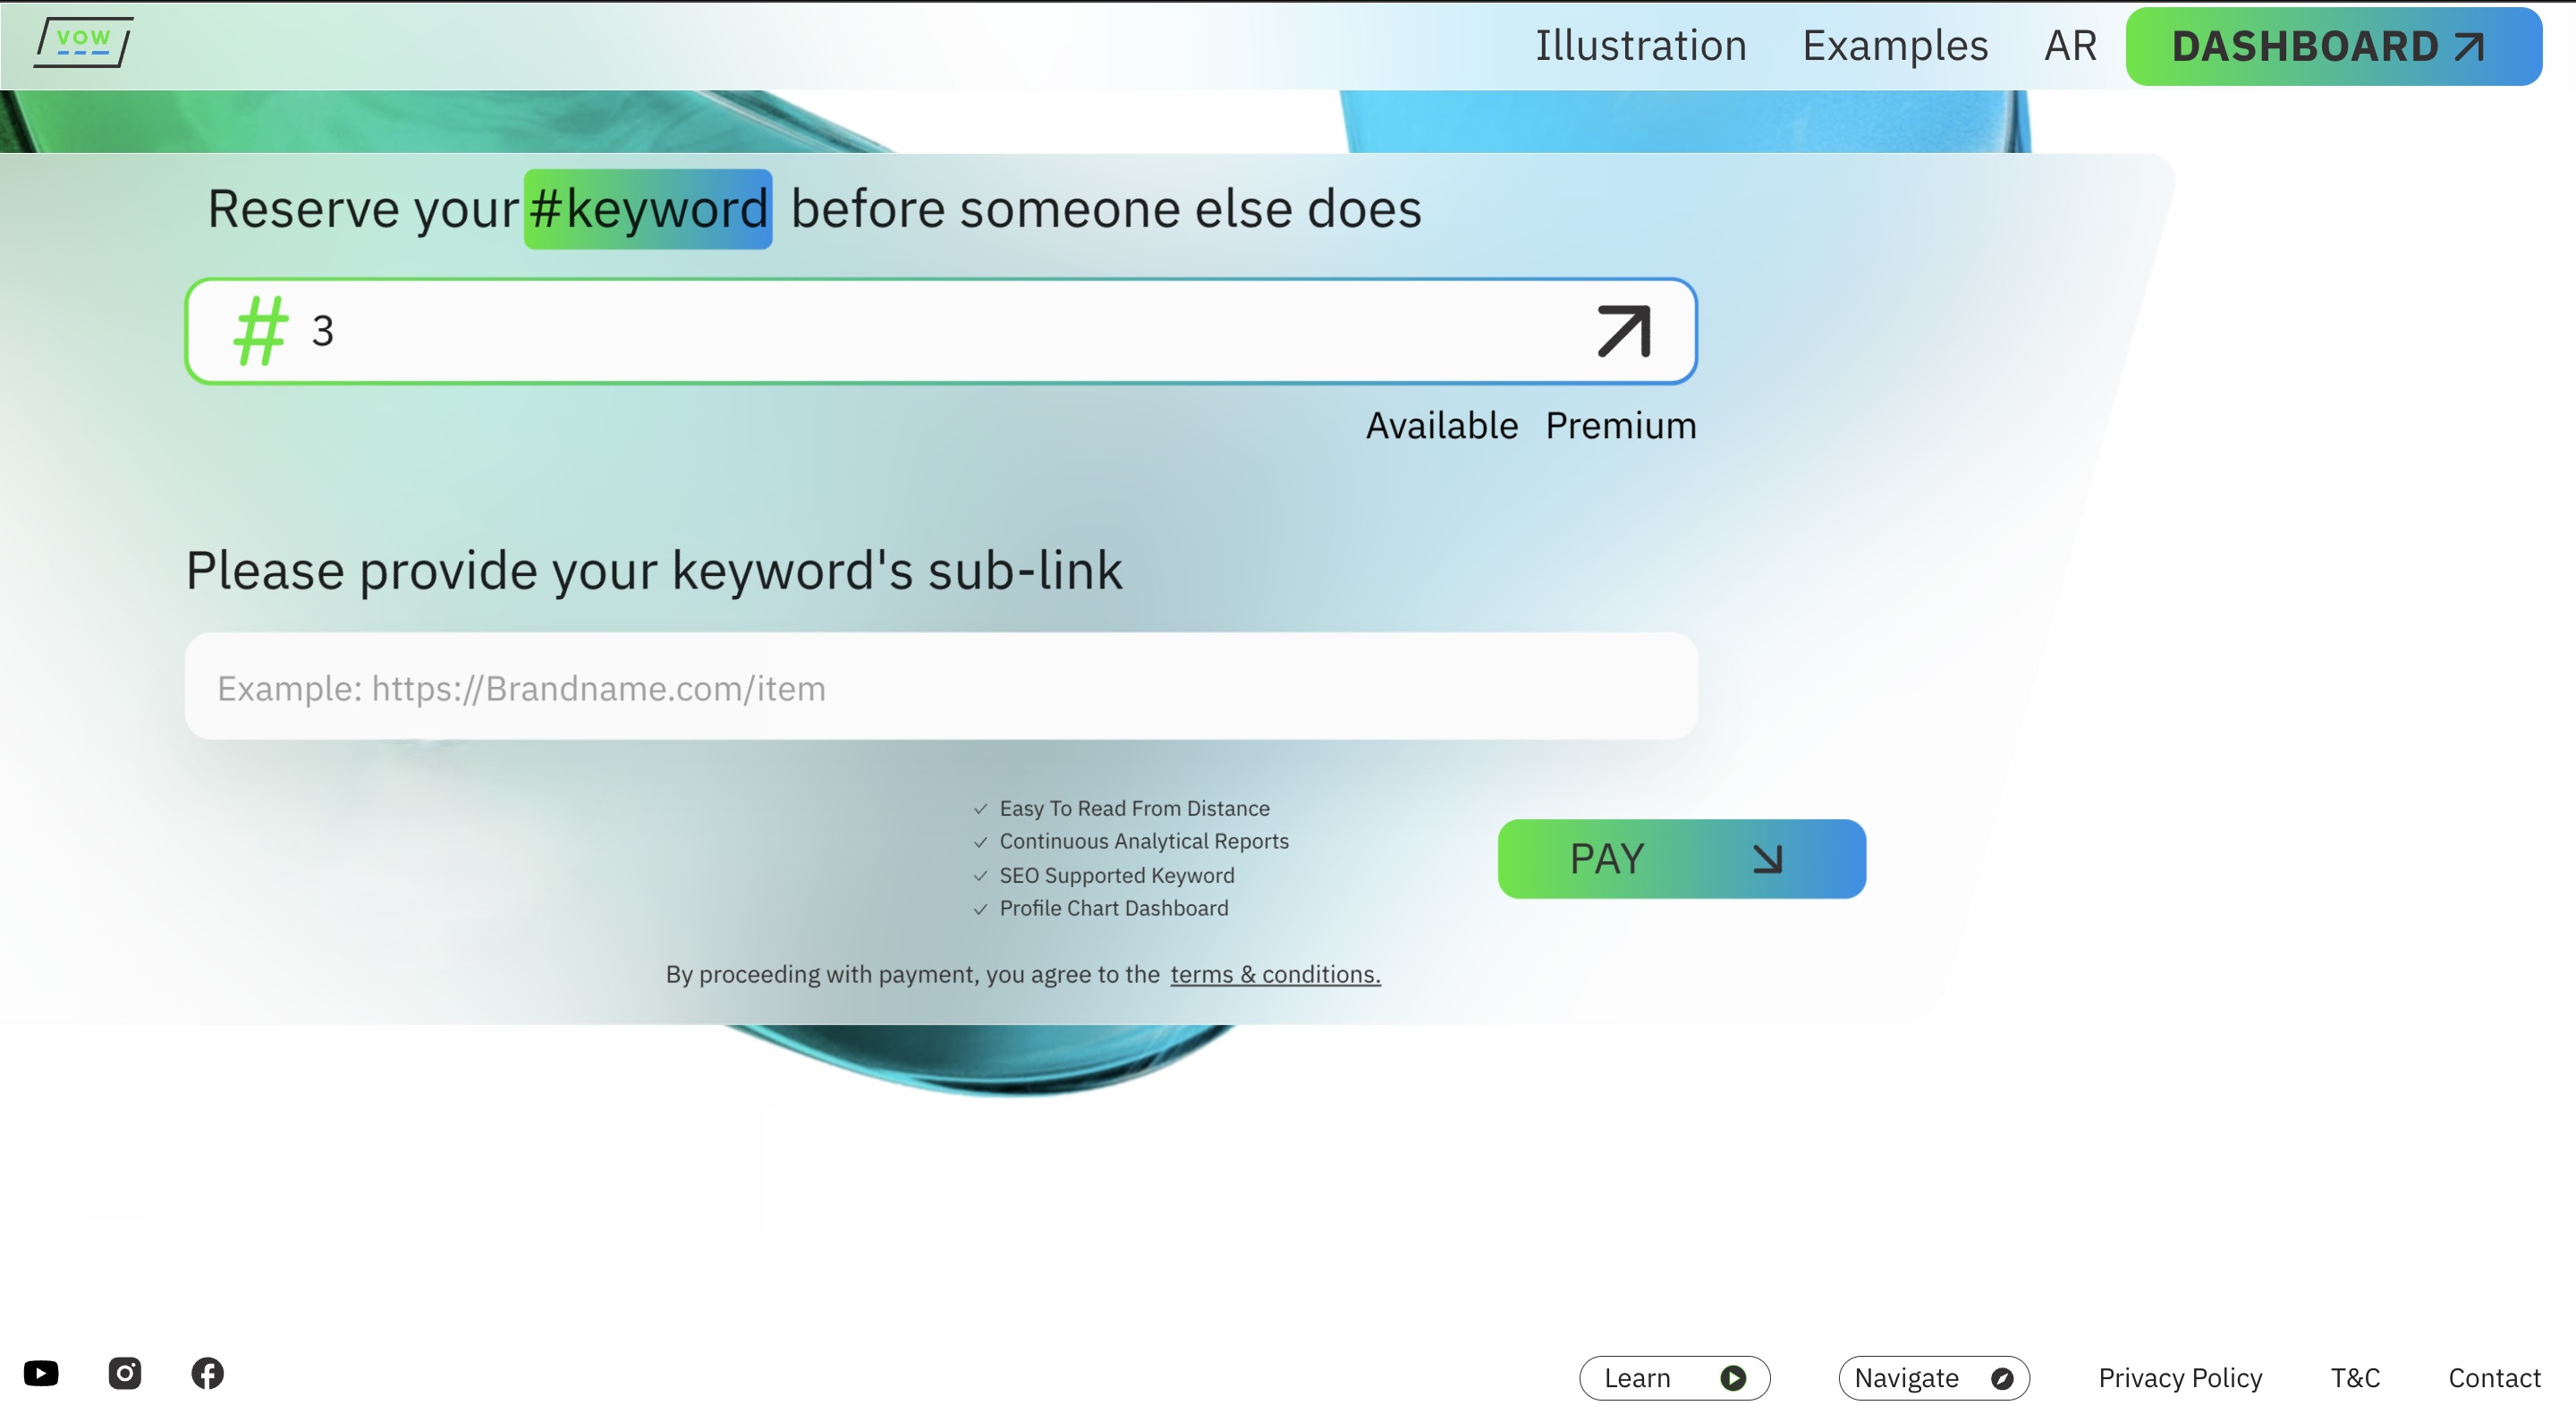 VOW
Illustration Examples AR DASHBOARD
Reserve your #keyword before someone else does
# 3
Available Premium
Please provide your keyword's sub-link
Example: https://Brandname.com/item
Easy To Read From Distance
Continuous Analytical Reports
SEO Supported Keyword
Profile Chart Dashboard
PAY
By proceeding with payment, you agree to the terms & conditions.
Learn Navigate Privacy Policy T&C Contact